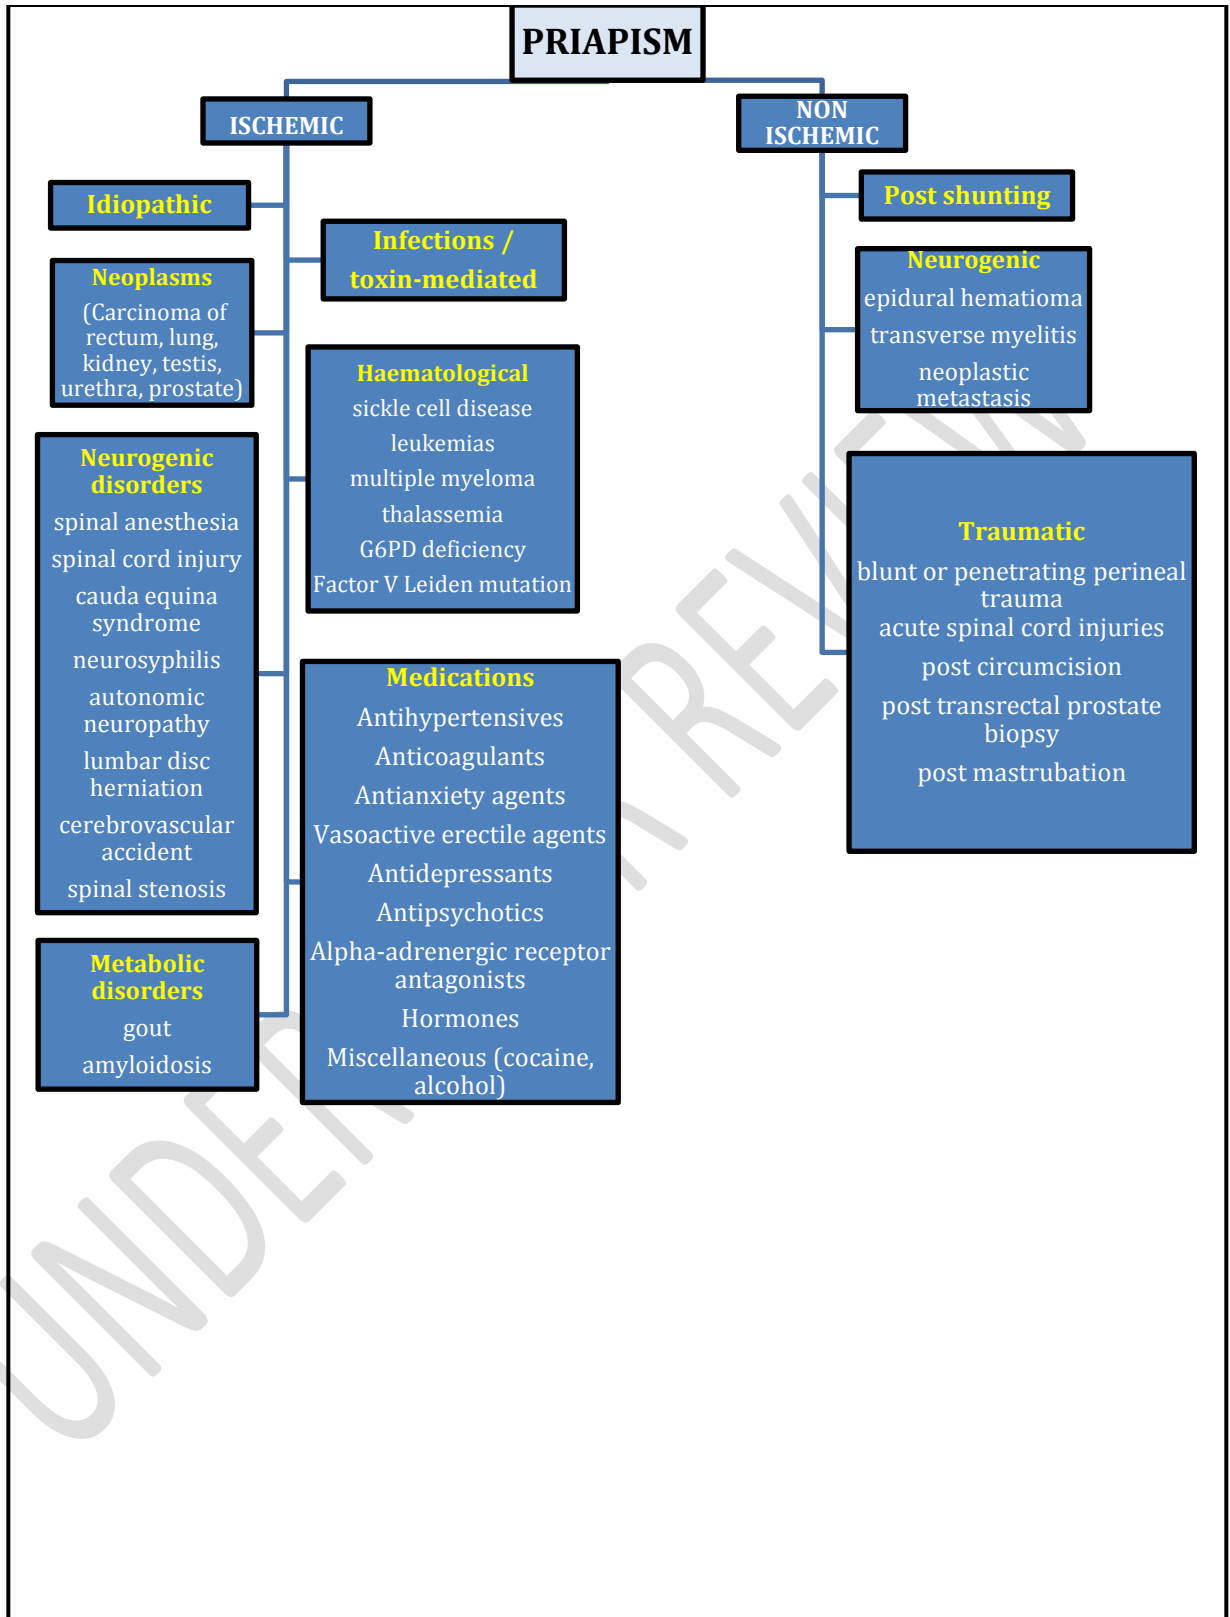 PRIAPISM
ISCHEMIC
NON
ISCHEMIC
Idiopathic
Infections /
toxin-mediated
Neoplasms
(Carcinoma of
rectum, lung,
kidney, testis,
urethra, prostate)
Haematological
sickle cell disease
leukemias
multiple myeloma
thalassemia
G6PD deficiency
Factor V Leiden mutation
Neurogenic
disorders
spinal anesthesia
spinal cord injury
cauda equina
syndrome
neurosyphilis
autonomic
neuropathy
lumbar disc
herniation
cerebrovascular
accident
spinal stenosis
Medications
Antihypertensives
Anticoagulants
Antianxiety agents
Vasoactive erectile agents
Antidepressants
Antipsychotics
Alpha-adrenergic receptor
antagonists
Hormones
Miscellaneous (cocaine,
alcohol)
Metabolic
disorders
gout
amyloidosis
Post shunting
Neurogenic
epidural hematioma
transverse myelitis
neoplastic
metastasis
Traumatic
blunt or penetrating perineal
trauma
acute spinal cord injuries
post circumcision
post transrectal prostate
biopsy
post mastrubation
UNDER REVIEW